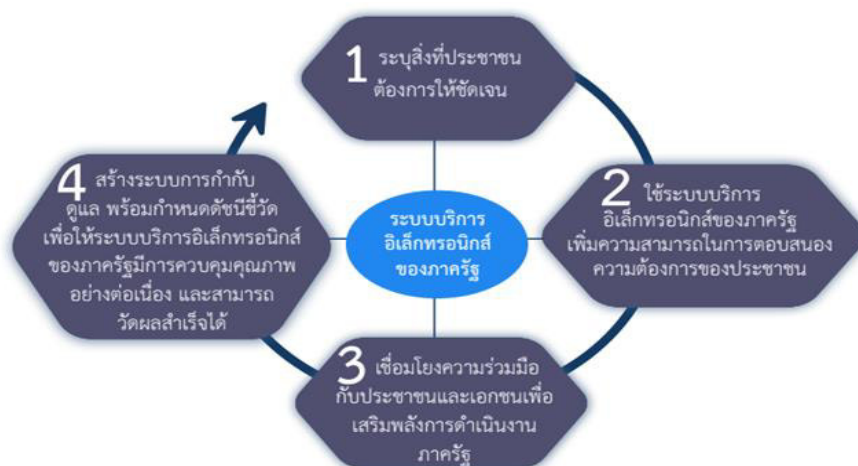 1 ระบุสิ่งที่ประชาชน
ต้องการให้ชัดเจน
2 ใช้ระบบบริการ
อิเล็กทรอนิกส์ของภาครัฐ
เพิ่มความสามารถในการตอบสนอง
ความต้องการของประชาชน
3 เชื่อมโยงความร่วมมือ
กับประชาชนและเอกชนเพื่อ
เสริมพลังการดำเนินงาน
ภาครัฐ
4 สร้างระบบการกำกับ
ดูแล พร้อมกำหนดดัชนีชี้วัด
เพื่อให้ระบบบริการอิเล็กทรอนิกส์
ของภาครัฐมีการควบคุมคุณภาพ
อย่างต่อเนื่อง และสามารถ
วัดผลสำเร็จได้
ระบบบริการ
อิเล็กทรอนิกส์
ของภาครัฐ